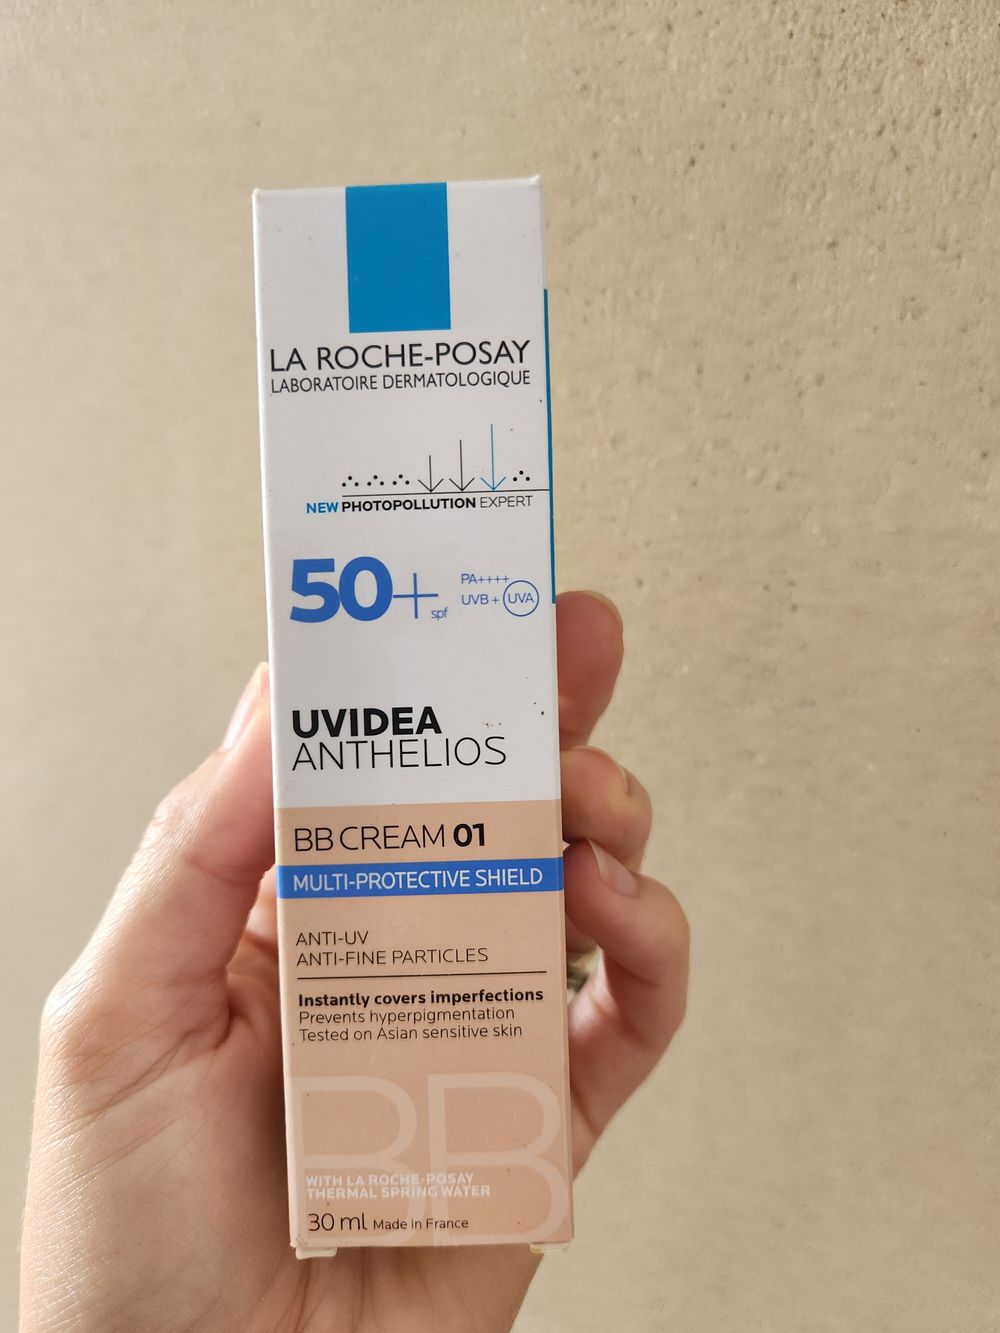 LA ROCHE-POSAY
LABORATOIRE DERMATOLOGIQUE
NEW PHOTOPOLLUTION EXPERT
50+ spf
PA++++
UVB + UVA
UVIDEA
ANTHELIOS
BB CREAM 01
MULTI-PROTECTIVE SHIELD
ANTI-UV
ANTI-FINE PARTICLES
Instantly covers imperfections
Prevents hyperpigmentation
Tested on Asian sensitive skin
BB
WITH LA ROCHE-POSAY
THERMAL SPRING WATER
30 ml Made in France